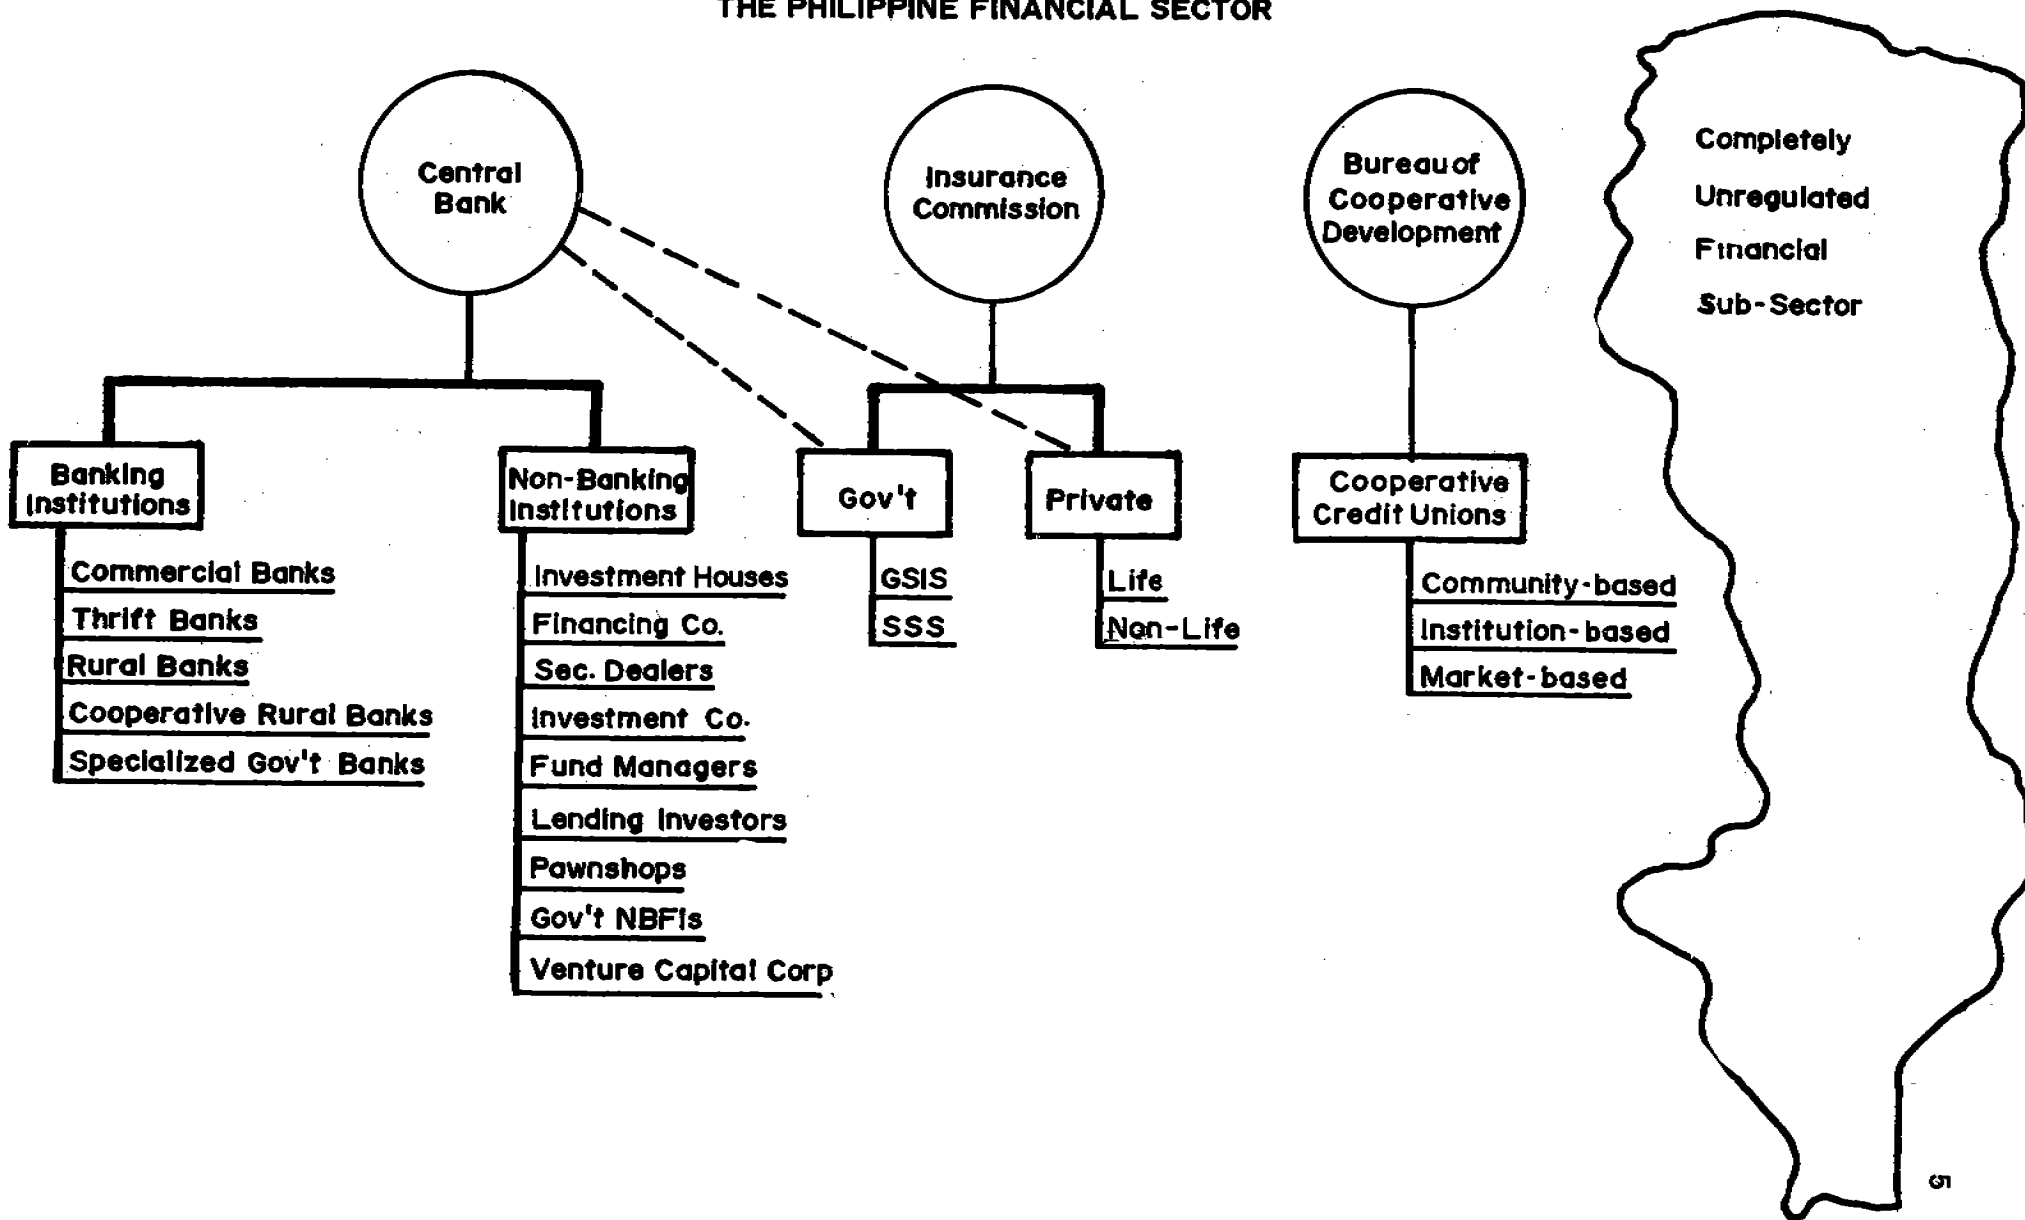 THE PHILIPPINE FINANCIAL SECTOR
Central
Bank
Insurance
Commission
Bureau of
Cooperative
Development
Completely
Unregulated
Financial
Sub-Sector
Banking
Institutions
Non-Banking
Institutions
Gov't
Private
Cooperative
Credit Unions
Commercial Banks
Thrift Banks
Rural Banks
Cooperative Rural Banks
Specialized Gov't Banks
Investment Houses
Financing Co.
Sec. Dealers
Investment Co.
Fund Managers
Lending Investors
Pawnshops
Gov't NBFIs
Venture Capital Corp
GSIS
SSS
Life
Non-Life
Community-based
Institution-based
Market-based
5